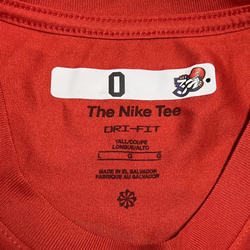 0
The Nike Tee
DRI-FIT
TALL/COUPE
LONGUE/ALTO
L G G
MADE IN EL SALVADOR
FABRIQUÉ AU SALVADOR